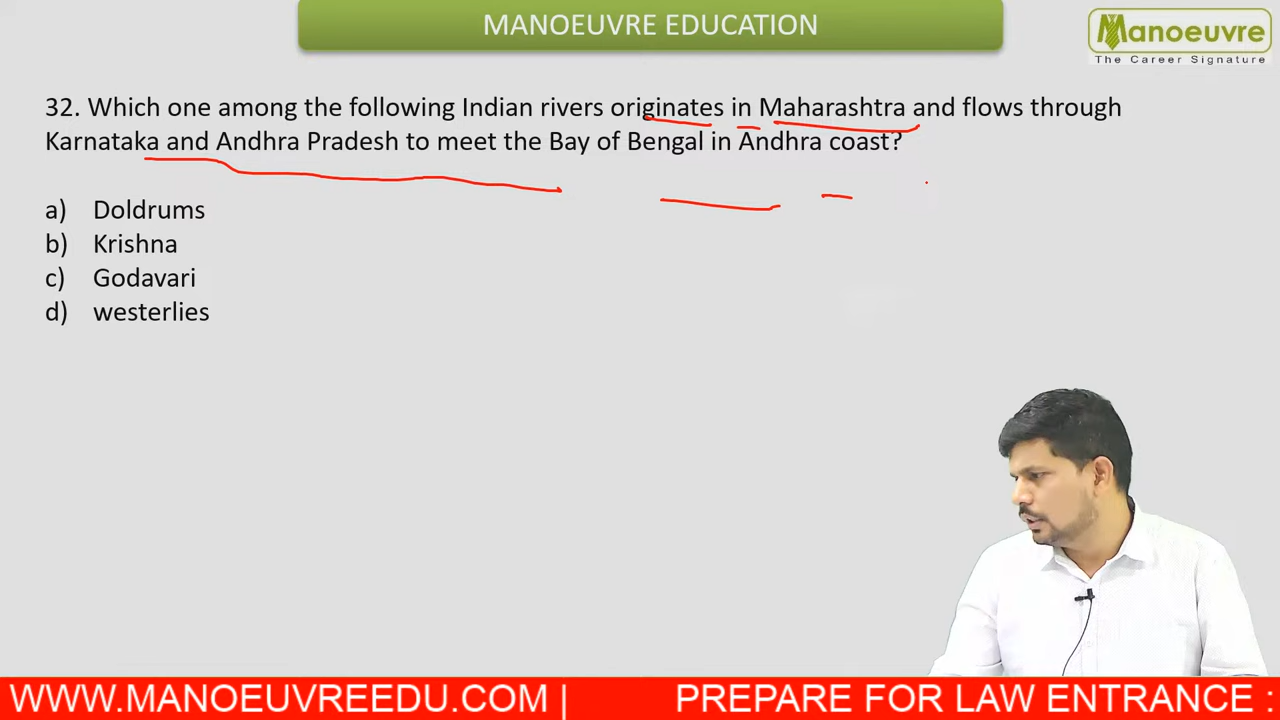 MANOEUVRE EDUCATION
Manoeuvre
The Career Signature
32. Which one among the following Indian rivers originates in Maharashtra and flows through
Karnataka and Andhra Pradesh to meet the Bay of Bengal in Andhra coast?
a) Doldrums
b) Krishna
c) Godavari
d) westerlies
WWW.MANOEUVREEDU.COM | PREPARE FOR LAW ENTRANCE :